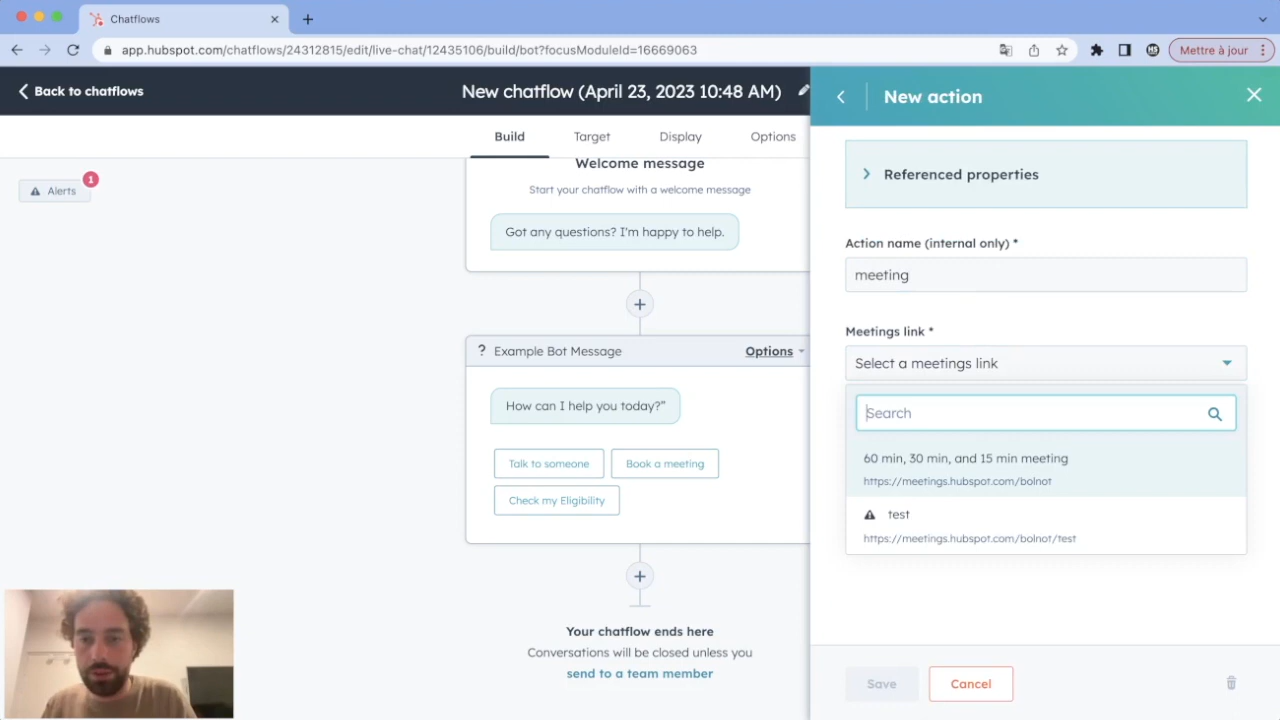 Chatflows
app.hubspot.com/chatflows/24312815/edit/live-chat/12435106/build/bot?focusModuleId=16669063
Mettre à jour
Back to chatflows
New chatflow (April 23, 2023 10:48 AM)
Build
Target
Display
Options
Alerts
1
Welcome message
Start your chatflow with a welcome message
Got any questions? I'm happy to help.
? Example Bot Message
Options
How can I help you today?"
Talk to someone
Book a meeting
Check my Eligibility
Your chatflow ends here
Conversations will be closed unless you
send to a team member
New action
Referenced properties
Action name (internal only) *
meeting
Meetings link *
Select a meetings link
Search
60 min, 30 min, and 15 min meeting
https://meetings.hubspot.com/bolnot
test
https://meetings.hubspot.com/bolnot/test
Save
Cancel